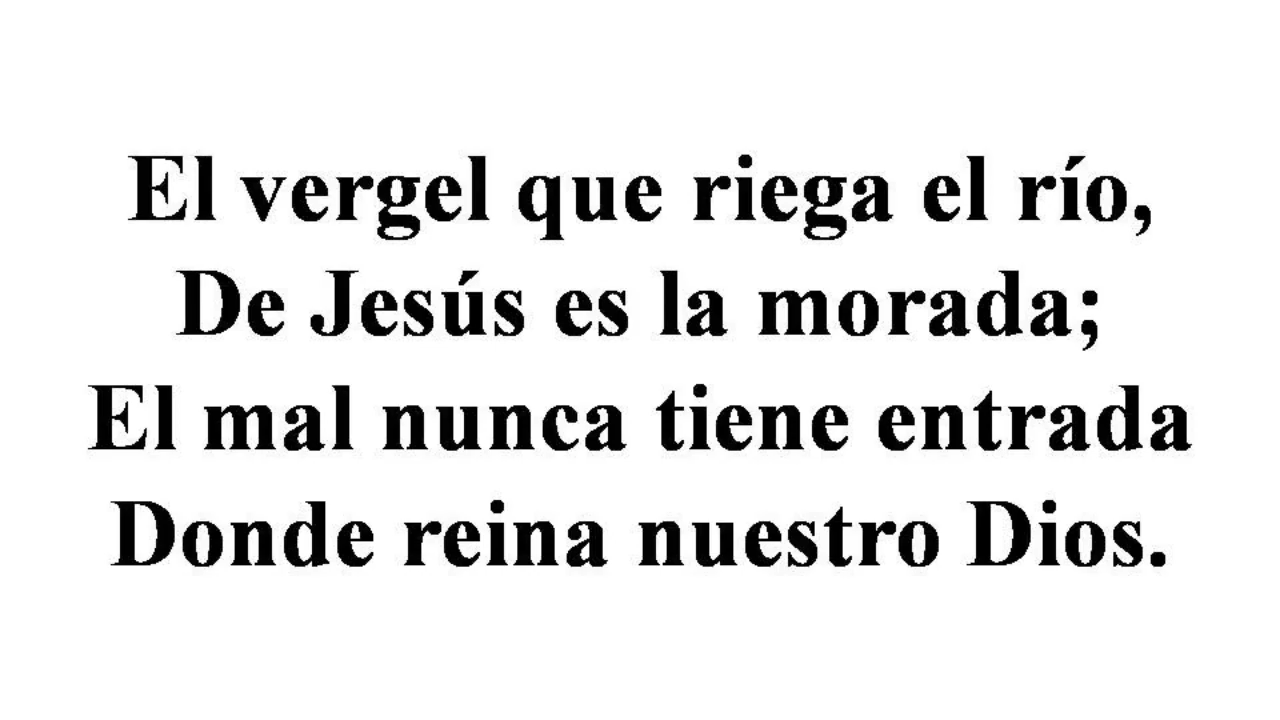 El vergel que riega el río,
De Jesús es la morada;
El mal nunca tiene entrada
Donde reina nuestro Dios.